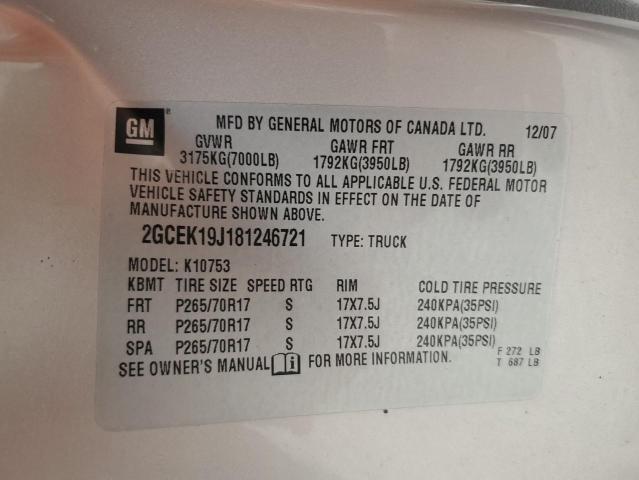 GM ®
MFD BY GENERAL MOTORS OF CANADA LTD. 12/07
GVWR GAWR FRT GAWR RR
3175KG(7000LB) 1792KG(3950LB) 1792KG(3950LB)
THIS VEHICLE CONFORMS TO ALL APPLICABLE U.S. FEDERAL MOTOR
VEHICLE SAFETY STANDARDS IN EFFECT ON THE DATE OF
MANUFACTURE SHOWN ABOVE.
2GCEK19J181246721 TYPE: TRUCK
MODEL: K10753
KBMT TIRE SIZE SPEED RTG RIM COLD TIRE PRESSURE
FRT P265/70R17 S 17X7.5J 240KPA(35PSI)
RR P265/70R17 S 17X7.5J 240KPA(35PSI)
SPA P265/70R17 S 17X7.5J 240KPA(35PSI)
SEE OWNER'S MANUAL i FOR MORE INFORMATION. F 272 LB
T 687 LB